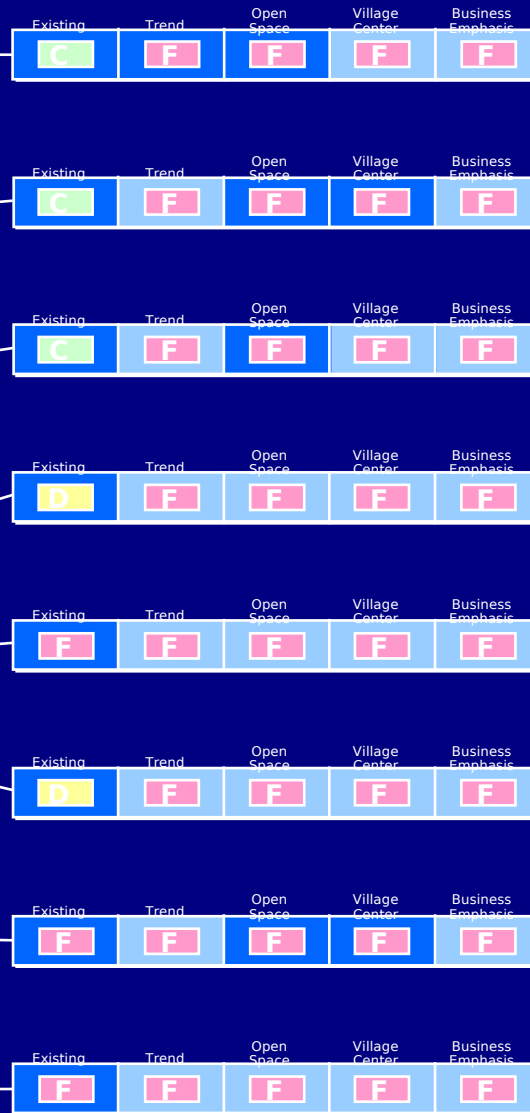 Existing Trend Open Space Village Center Business Emphasis
C F F F F
Existing Trend Open Space Village Center Business Emphasis
C F F F F
Existing Trend Open Space Village Center Business Emphasis
C F F F F
Existing Trend Open Space Village Center Business Emphasis
D F F F F
Existing Trend Open Space Village Center Business Emphasis
F F F F F
Existing Trend Open Space Village Center Business Emphasis
D F F F F
Existing Trend Open Space Village Center Business Emphasis
F F F F F
Existing Trend Open Space Village Center Business Emphasis
F F F F F